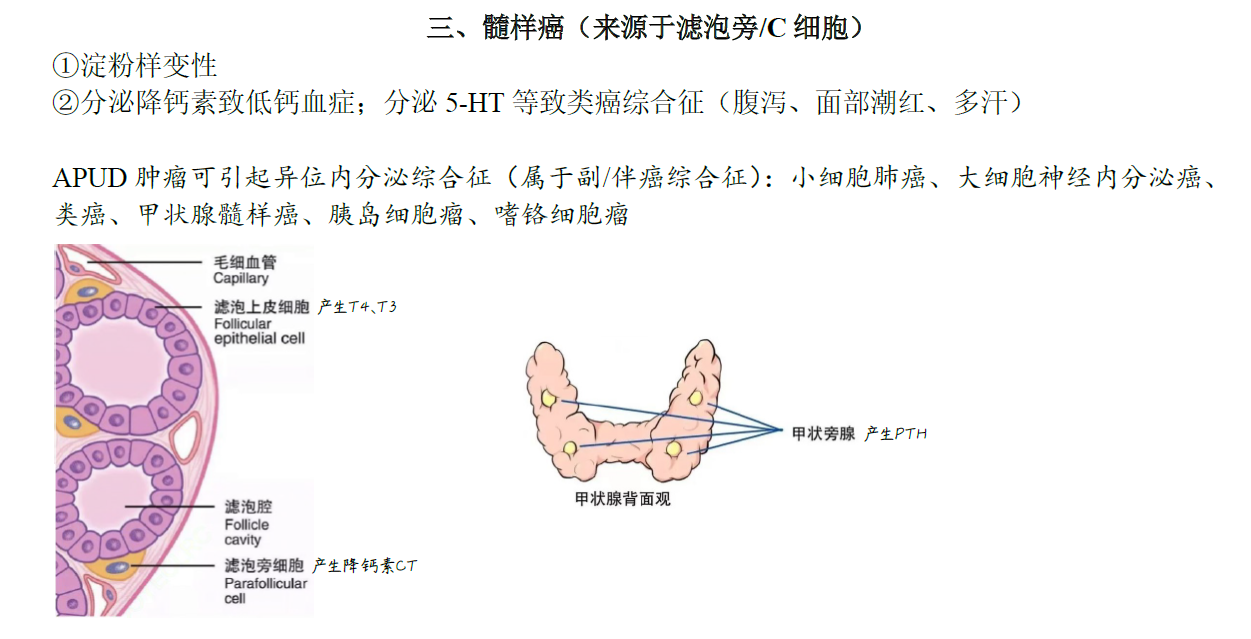 三、髓样癌（来源于滤泡旁/C 细胞）
①淀粉样变性
②分泌降钙素致低钙血症；分泌 5-HT 等致类癌综合征（腹泻、面部潮红、多汗）
APUD 肿瘤可引起异位内分泌综合征（属于副/伴癌综合征）：小细胞肺癌、大细胞神经内分泌癌、
类癌、甲状腺髓样癌、胰岛细胞瘤、嗜铬细胞瘤
毛细血管
Capillary
滤泡上皮细胞 产生T4、T3
Follicular
epithelial cell
甲状旁腺 产生PTH
甲状腺背面观
滤泡腔
Follicle
cavity
滤泡旁细胞 产生降钙素CT
Parafollicular
cell